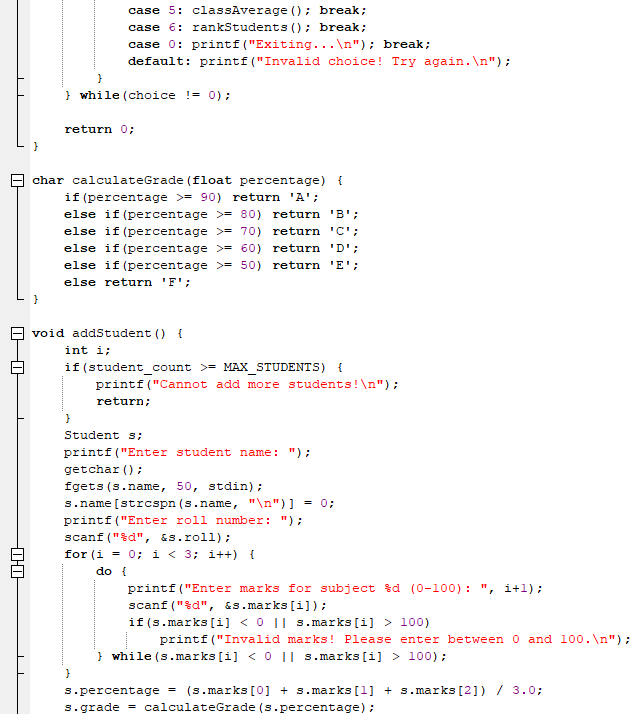 case 5: classAverage(); break;
case 6: rankStudents(); break;
case 0: printf("Exiting...\n"); break;
default: printf("Invalid choice! Try again.\n");
}
} while(choice != 0);
return 0;
}
char calculateGrade(float percentage) {
if(percentage >= 90) return 'A';
else if(percentage >= 80) return 'B';
else if(percentage >= 70) return 'C';
else if(percentage >= 60) return 'D';
else if(percentage >= 50) return 'E';
else return 'F';
}
void addStudent() {
int i;
if(student_count >= MAX_STUDENTS) {
printf("Cannot add more students!\n");
return;
}
Student s;
printf("Enter student name: ");
getchar();
fgets(s.name, 50, stdin);
s.name[strcspn(s.name, "\n")] = 0;
printf("Enter roll number: ");
scanf("%d", &s.roll);
for(i = 0; i < 3; i++) {
do {
printf("Enter marks for subject %d (0-100): ", i+1);
scanf("%d", &s.marks[i]);
if(s.marks[i] < 0 || s.marks[i] > 100)
printf("Invalid marks! Please enter between 0 and 100.\n");
} while(s.marks[i] < 0 || s.marks[i] > 100);
}
s.percentage = (s.marks[0] + s.marks[1] + s.marks[2]) / 3.0;
s.grade = calculateGrade(s.percentage);